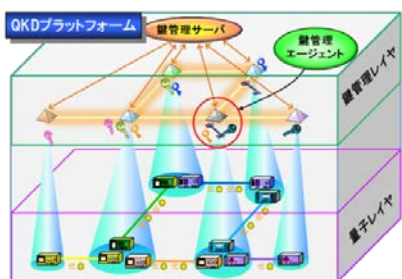 QKDプラットフォーム
鍵管理サーバ
鍵管理
エージェント
鍵管理レイヤ
量子レイヤ